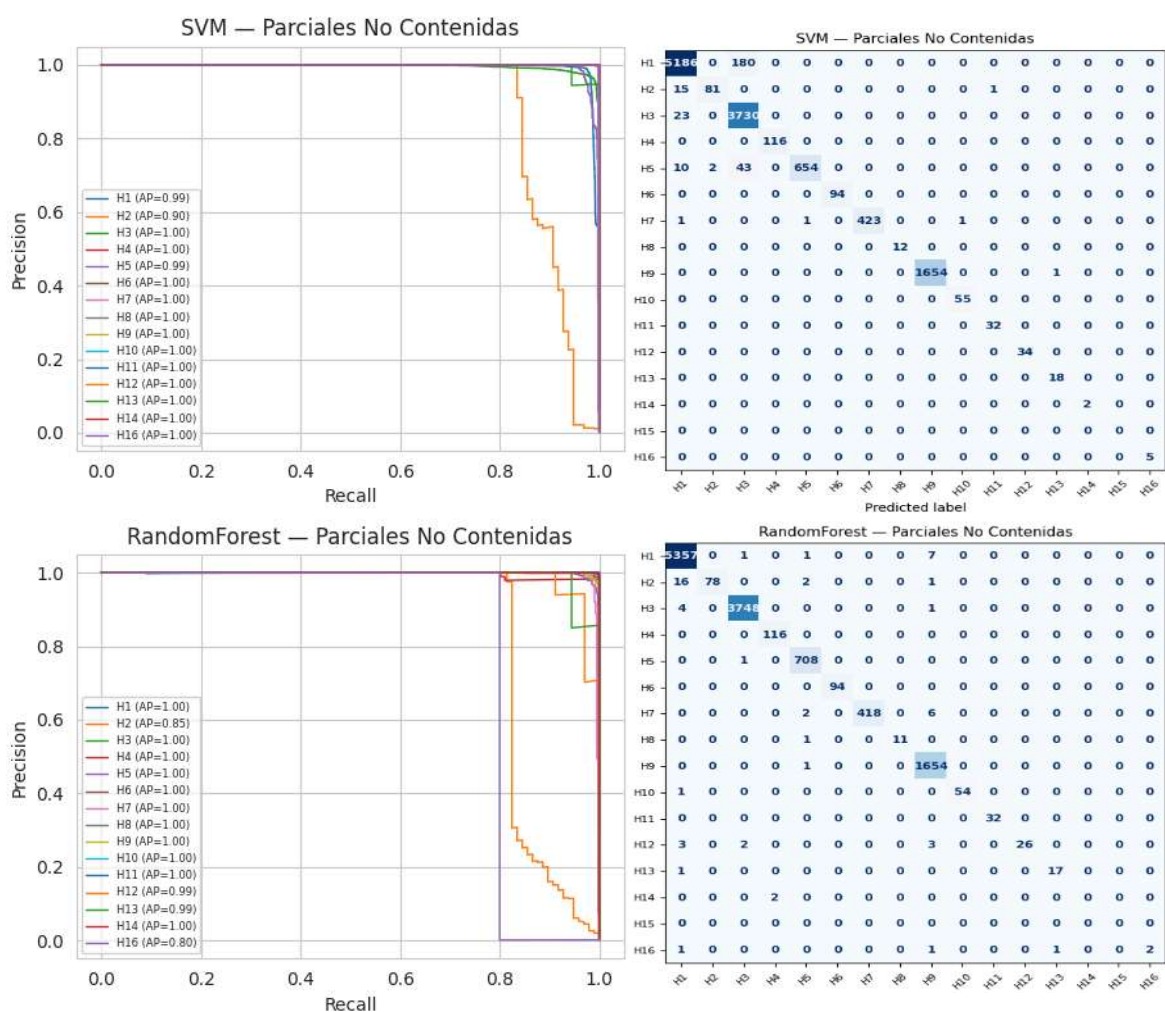 SVM — Parciales No Contenidas
1.0
0.8
0.6
0.4
0.2
0.0
Precision
H1 (AP=0.99)
H2 (AP=0.90)
H3 (AP=1.00)
H4 (AP=1.00)
H5 (AP=0.99)
H6 (AP=1.00)
H7 (AP=1.00)
H8 (AP=1.00)
H9 (AP=1.00)
H10 (AP=1.00)
H11 (AP=1.00)
H12 (AP=1.00)
H13 (AP=1.00)
H14 (AP=1.00)
H16 (AP=1.00)
0.0 0.2 0.4 0.6 0.8 1.0
Recall
SVM — Parciales No Contenidas
H1 5186 0 180 0 0 0 0 0 0 0 0 0 0 0 0 0
H2 15 81 0 0 0 0 0 0 0 0 1 0 0 0 0 0
H3 23 0 3730 0 0 0 0 0 0 0 0 0 0 0 0 0
H4 0 0 0 116 0 0 0 0 0 0 0 0 0 0 0 0
H5 10 2 43 0 654 0 0 0 0 0 0 0 0 0 0 0
H6 0 0 0 0 0 94 0 0 0 0 0 0 0 0 0 0
H7 1 0 0 0 1 0 423 0 0 1 0 0 0 0 0 0
H8 0 0 0 0 0 0 0 12 0 0 0 0 0 0 0 0
H9 0 0 0 0 0 0 0 0 1654 0 0 0 1 0 0 0
H10 0 0 0 0 0 0 0 0 0 55 0 0 0 0 0 0
H11 0 0 0 0 0 0 0 0 0 0 32 0 0 0 0 0
H12 0 0 0 0 0 0 0 0 0 0 0 34 0 0 0 0
H13 0 0 0 0 0 0 0 0 0 0 0 0 18 0 0 0
H14 0 0 0 0 0 0 0 0 0 0 0 0 0 2 0 0
H15 0 0 0 0 0 0 0 0 0 0 0 0 0 0 0 0
H16 0 0 0 0 0 0 0 0 0 0 0 0 0 0 0 5
H1 H2 H3 H4 H5 H6 H7 H8 H9 H10 H11 H12 H13 H14 H15 H16
Predicted label
RandomForest — Parciales No Contenidas
1.0
0.8
0.6
0.4
0.2
0.0
Precision
H1 (AP=1.00)
H2 (AP=0.85)
H3 (AP=1.00)
H4 (AP=1.00)
H5 (AP=1.00)
H6 (AP=1.00)
H7 (AP=1.00)
H8 (AP=1.00)
H9 (AP=1.00)
H10 (AP=1.00)
H11 (AP=1.00)
H12 (AP=0.99)
H13 (AP=0.99)
H14 (AP=1.00)
H16 (AP=0.80)
0.0 0.2 0.4 0.6 0.8 1.0
Recall
RandomForest — Parciales No Contenidas
H1 5357 0 1 0 1 0 0 0 7 0 0 0 0 0 0 0
H2 16 78 0 0 2 0 0 0 1 0 0 0 0 0 0 0
H3 4 0 3748 0 0 0 0 0 1 0 0 0 0 0 0 0
H4 0 0 0 116 0 0 0 0 0 0 0 0 0 0 0 0
H5 0 0 1 0 708 0 0 0 0 0 0 0 0 0 0 0
H6 0 0 0 0 0 94 0 0 0 0 0 0 0 0 0 0
H7 0 0 0 0 2 0 418 0 6 0 0 0 0 0 0 0
H8 0 0 0 0 1 0 0 11 0 0 0 0 0 0 0 0
H9 0 0 0 0 1 0 0 0 1654 0 0 0 0 0 0 0
H10 1 0 0 0 0 0 0 0 0 54 0 0 0 0 0 0
H11 0 0 0 0 0 0 0 0 0 0 32 0 0 0 0 0
H12 3 0 2 0 0 0 0 0 3 0 0 26 0 0 0 0
H13 1 0 0 0 0 0 0 0 0 0 0 0 17 0 0 0
H14 0 0 0 2 0 0 0 0 0 0 0 0 0 0 0 0
H15 0 0 0 0 0 0 0 0 0 0 0 0 0 0 0 0
H16 1 0 0 0 0 0 0 0 1 0 0 0 1 0 0 2
H1 H2 H3 H4 H5 H6 H7 H8 H9 H10 H11 H12 H13 H14 H15 H16